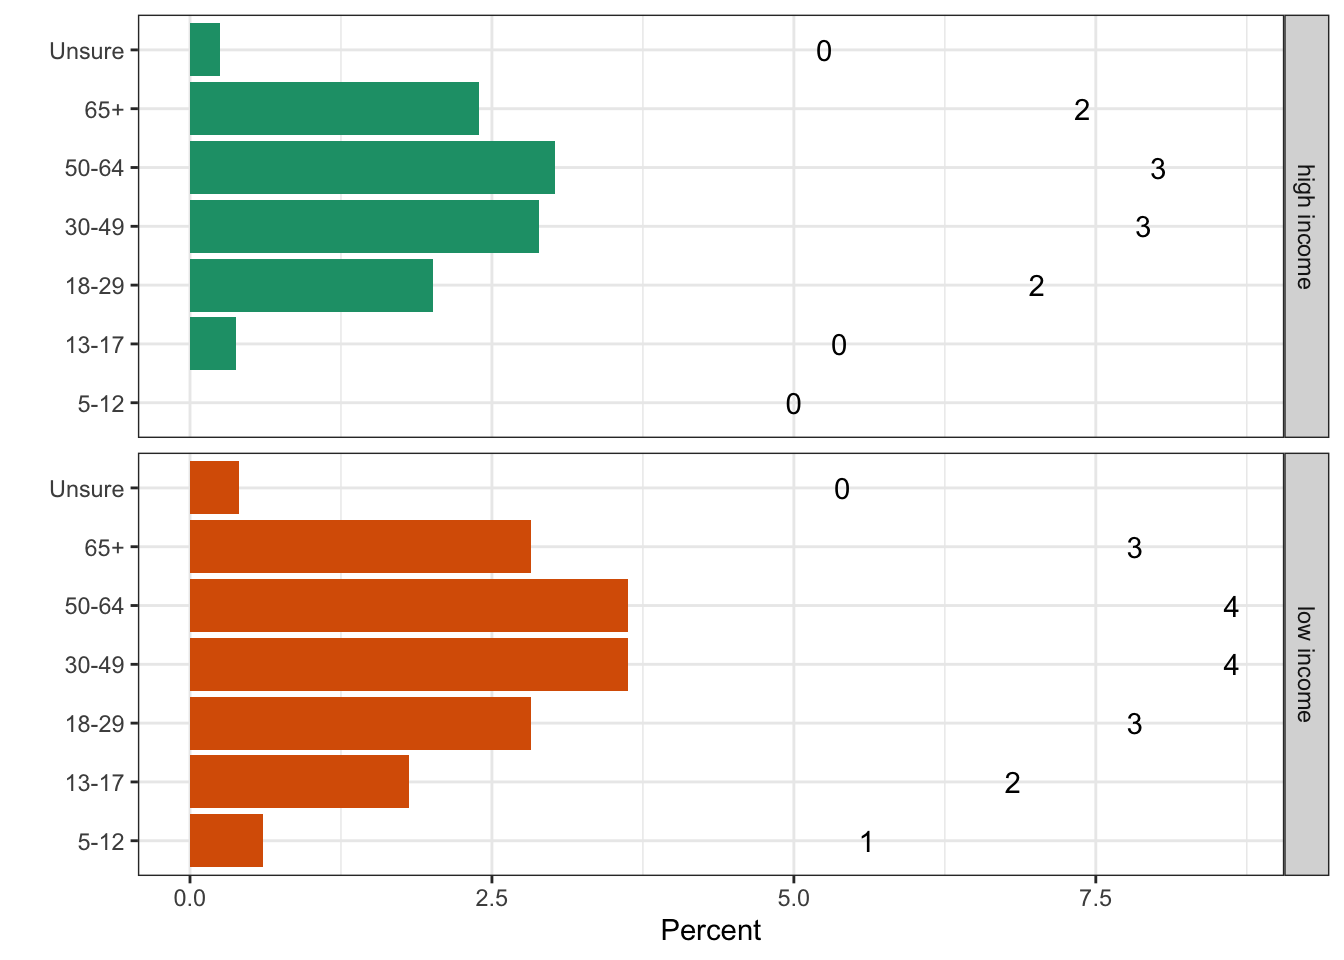 Unsure 0
65+ 2
50-64 3
30-49 3
18-29 2
13-17 0
5-12 0
high income
Unsure 0
65+ 3
50-64 4
30-49 4
18-29 3
13-17 2
5-12 1
low income
0.0 2.5 5.0 7.5
Percent